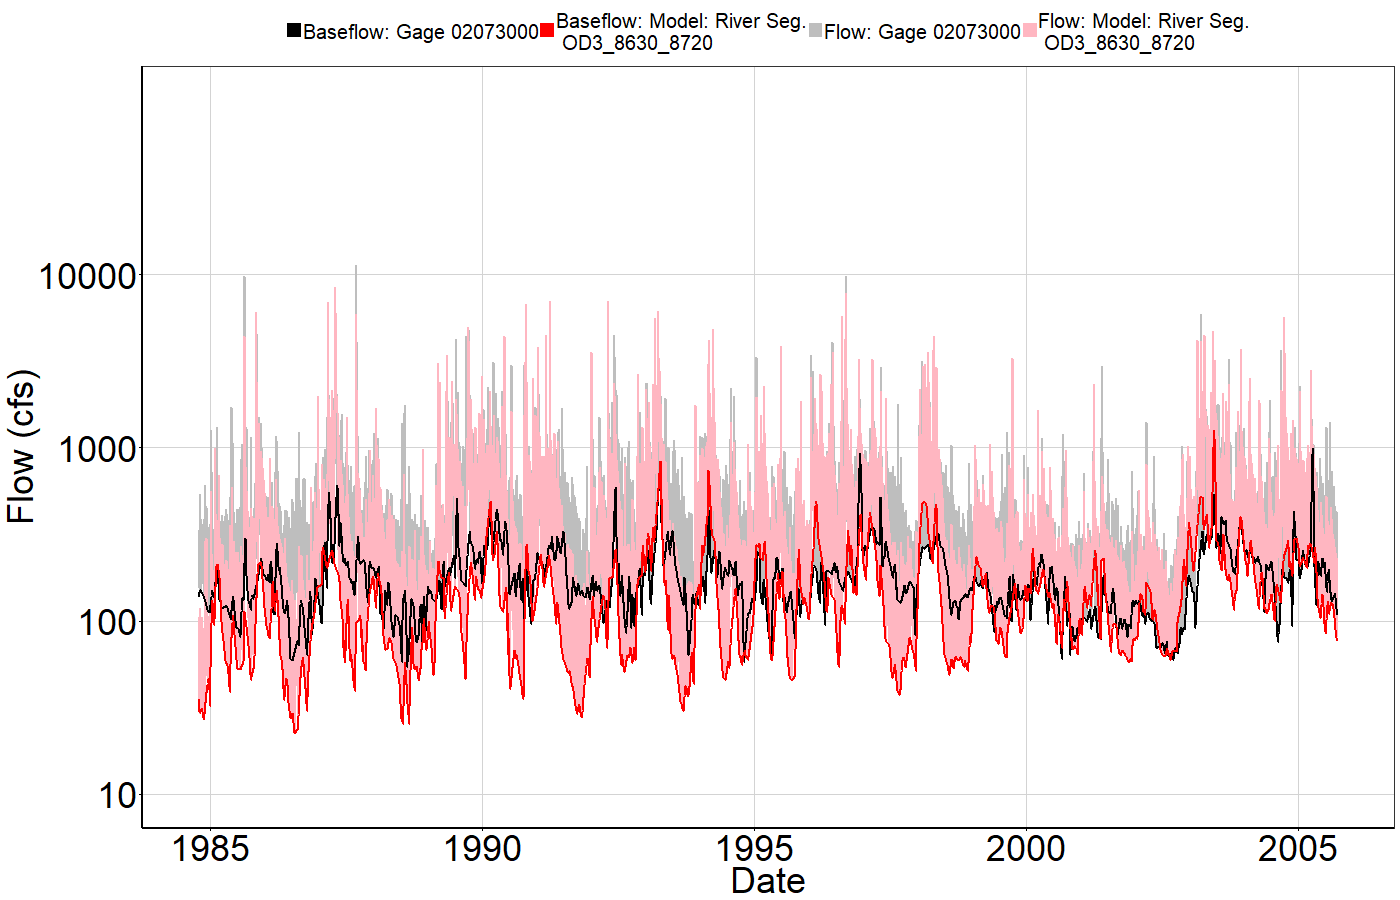 Baseflow: Gage 02073000 Baseflow: Model: River Seg. Flow: Gage 02073000 Flow: Model: River Seg.
OD3_8630_8720 OD3_8630_8720
10000
1000
100
10
Flow (cfs)
1985 1990 1995 2000 2005
Date